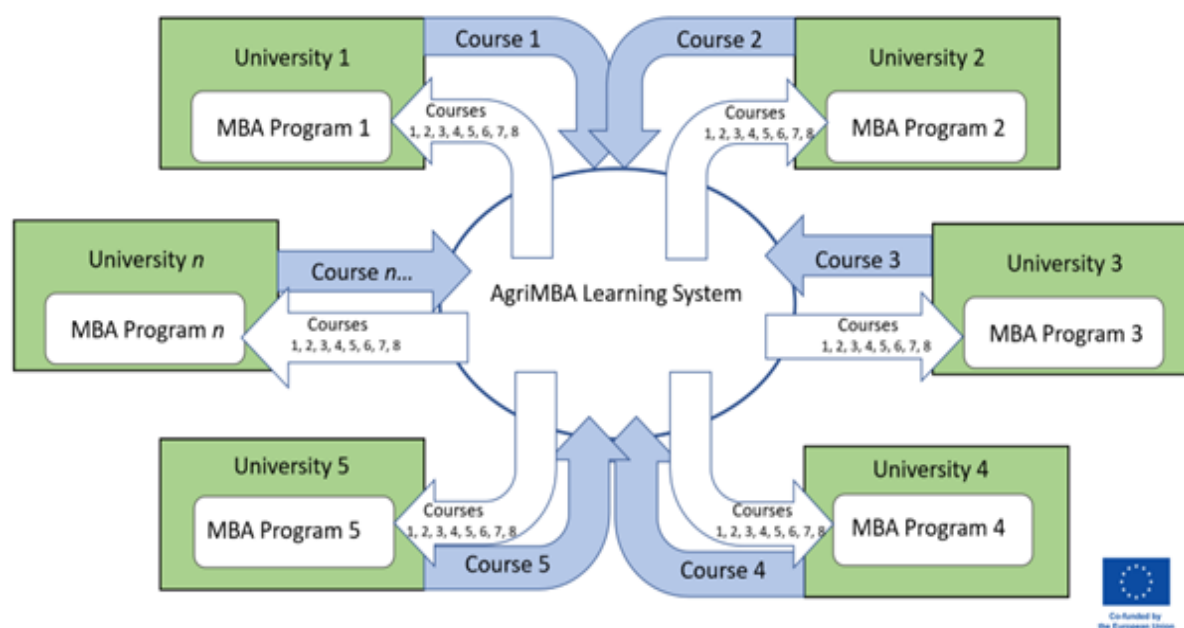 University 1
MBA Program 1
Course 1
Courses
1, 2, 3, 4, 5, 6, 7, 8
Course 2
University 2
MBA Program 2
Courses
1, 2, 3, 4, 5, 6, 7, 8
University n
MBA Program n
Course n...
Courses
1, 2, 3, 4, 5, 6, 7, 8
AgriMBA Learning System
Course 3
University 3
MBA Program 3
Courses
1, 2, 3, 4, 5, 6, 7, 8
University 5
MBA Program 5
Courses
1, 2, 3, 4, 5, 6, 7, 8
Course 5
University 4
MBA Program 4
Courses
1, 2, 3, 4, 5, 6, 7, 8
Course 4
Co-funded by
the European Union